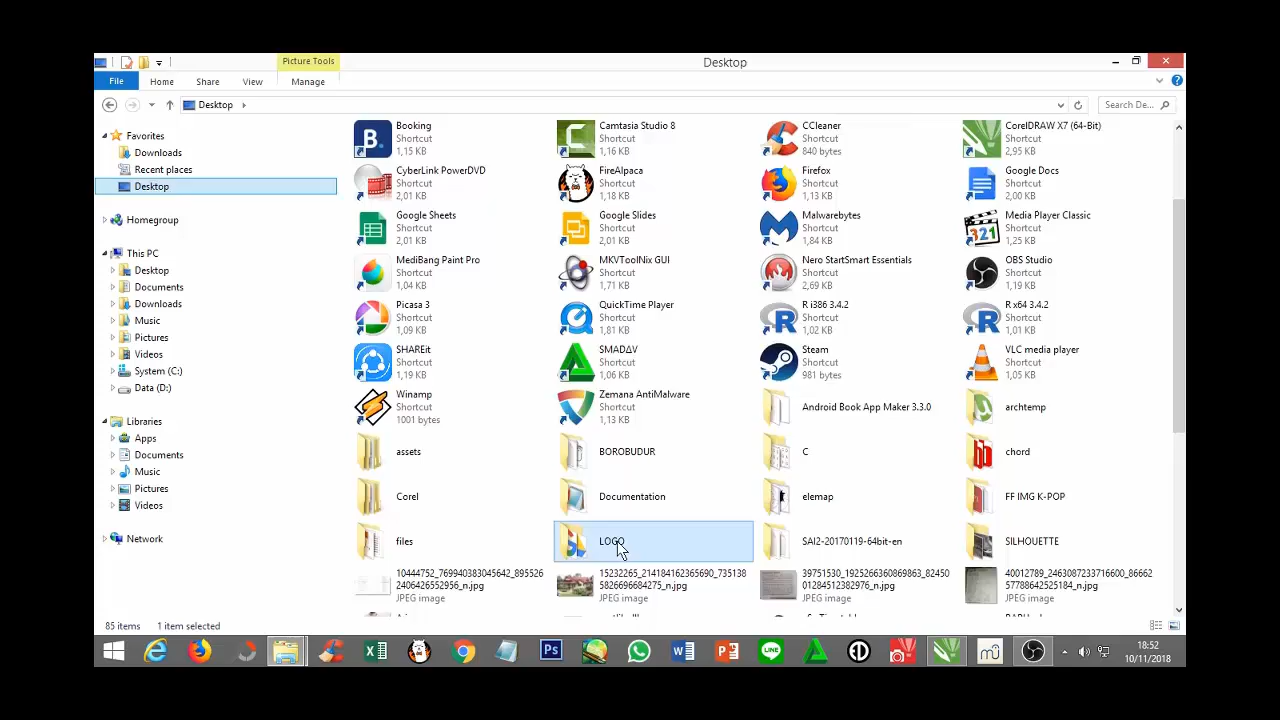 Picture Tools
Desktop
File
Home
Share
View
Manage
Desktop
Search De...
Favorites
Downloads
Recent places
Desktop
Homegroup
This PC
Desktop
Documents
Downloads
Music
Pictures
Videos
System (C:)
Data (D:)
Libraries
Apps
Documents
Music
Pictures
Videos
Network
Booking
Shortcut
1,15 KB
Camtasia Studio 8
Shortcut
1,16 KB
CCleaner
Shortcut
840 bytes
CorelDRAW X7 (64-Bit)
Shortcut
2,95 KB
CyberLink PowerDVD
Shortcut
2,01 KB
FireAlpaca
Shortcut
1,18 KB
Firefox
Shortcut
1,13 KB
Google Docs
Shortcut
2,00 KB
Google Sheets
Shortcut
2,01 KB
Google Slides
Shortcut
2,01 KB
Malwarebytes
Shortcut
1,84 KB
Media Player Classic
Shortcut
1,25 KB
MediBang Paint Pro
Shortcut
1,04 KB
MKVToolNix GUI
Shortcut
1,71 KB
Nero StartSmart Essentials
Shortcut
2,69 KB
OBS Studio
Shortcut
1,19 KB
Picasa 3
Shortcut
1,09 KB
QuickTime Player
Shortcut
1,81 KB
R i386 3.4.2
Shortcut
1,02 KB
R x64 3.4.2
Shortcut
1,01 KB
SHAREit
Shortcut
1,19 KB
SMADΔV
Shortcut
1,06 KB
Steam
Shortcut
981 bytes
VLC media player
Shortcut
1,05 KB
Winamp
Shortcut
1001 bytes
Zemana AntiMalware
Shortcut
1,13 KB
Android Book App Maker 3.3.0
archtemp
assets
BOROBUDUR
C
chord
Corel
Documentation
elemap
FF IMG K-POP
files
LOGO
SAI2-20170119-64bit-en
SILHOUETTE
10444752_769940383045642_895526
2406426552956_n.jpg
JPEG image
15232265_214184162365690_735138
5826699684275_n.jpg
JPEG image
39751530_1925266360869863_82450
01284512382976_n.jpg
JPEG image
40012789_2463087233716600_86662
57788642525184_n.jpg
JPEG image
85 items
1 item selected
18:52
10/11/2018